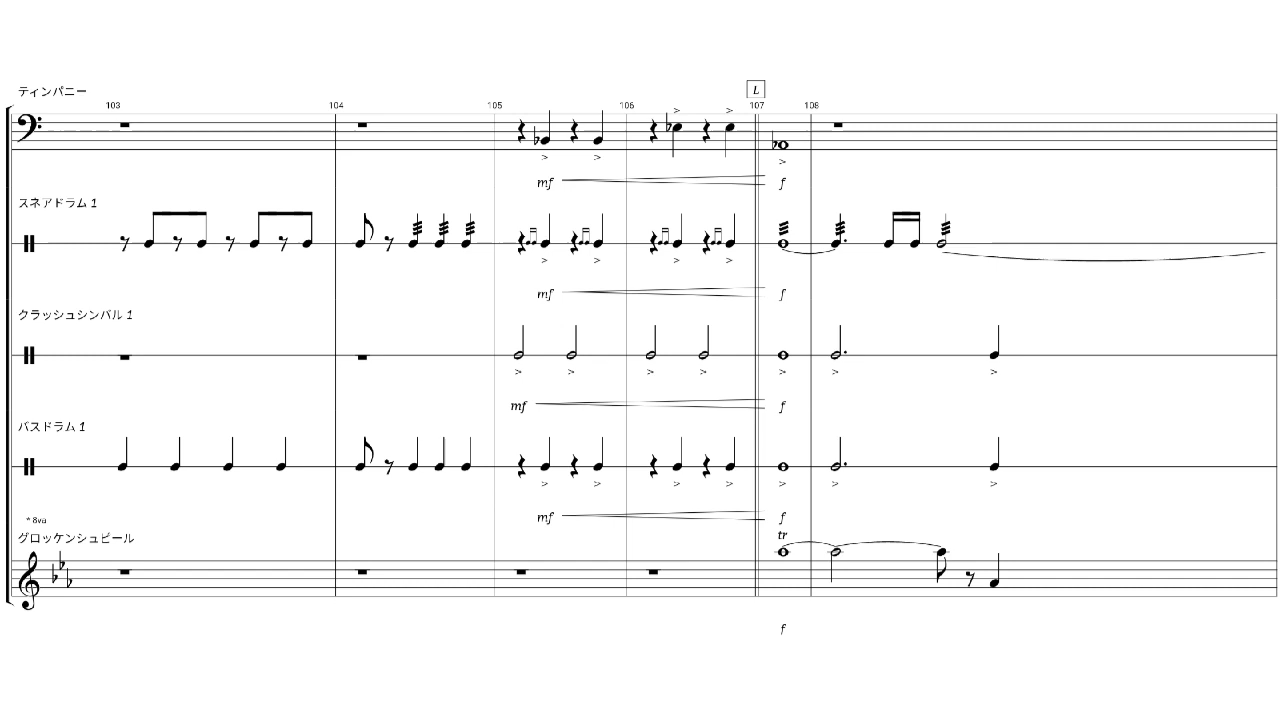 L
ティンパニー
103 104 105 106 107 108
mf f
スネアドラム 1
mf f
クラッシュシンバル 1
mf f
バスドラム 1
mf f
* 8va
tr
グロッケンシュピール
f